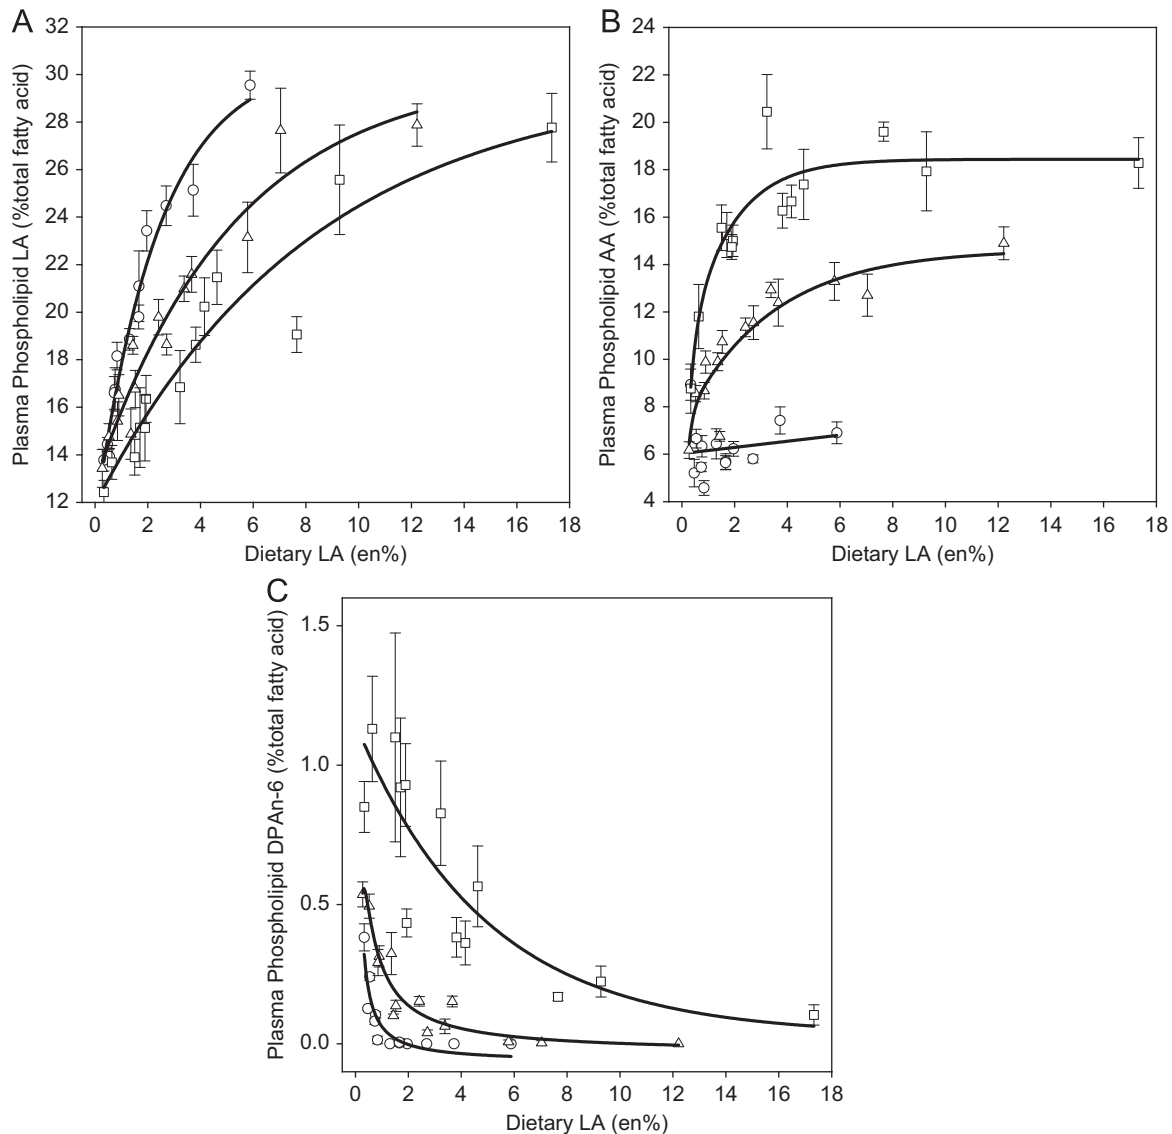 A
Plasma Phospholipid LA (%total fatty acid)
32
30
28
26
24
22
20
18
16
14
12
0 2 4 6 8 10 12 14 16 18
Dietary LA (en%)
B
Plasma Phospholipid AA (%total fatty acid)
24
22
20
18
16
14
12
10
8
6
4
0 2 4 6 8 10 12 14 16 18
Dietary LA (en%)
C
Plasma Phospholipid DPAn-6 (%total fatty acid)
1.5
1.0
0.5
0.0
0 2 4 6 8 10 12 14 16 18
Dietary LA (en%)